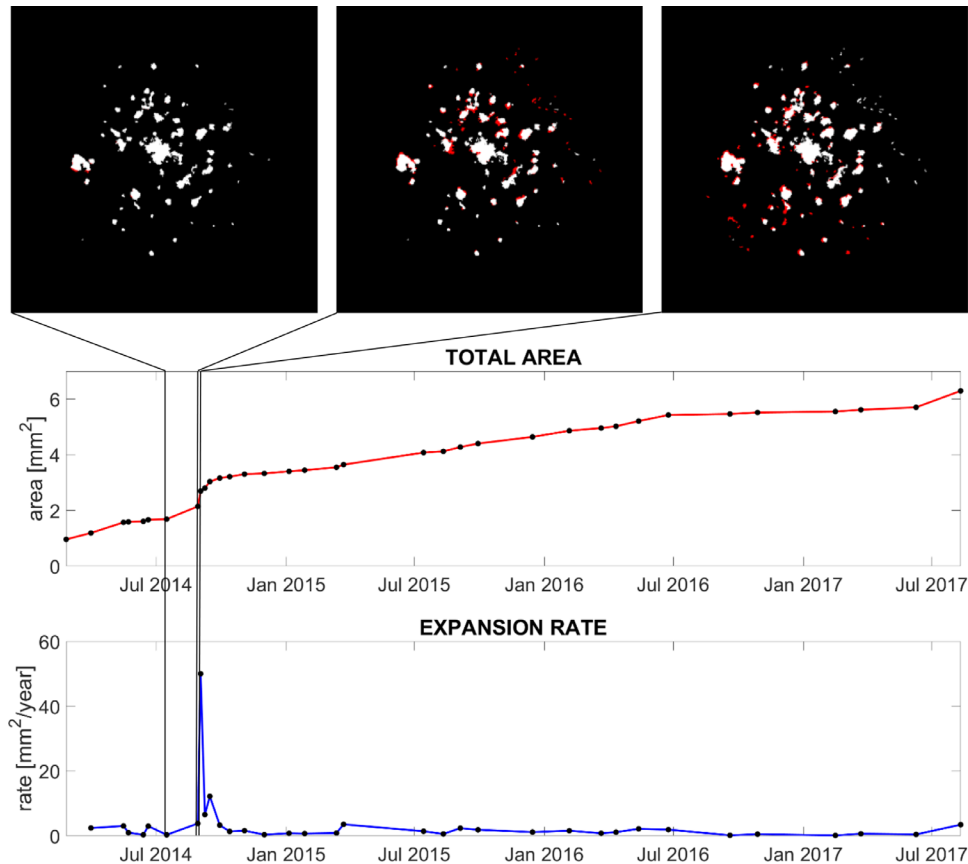 TOTAL AREA
area [mm²]
6
4
2
0
Jul 2014 Jan 2015 Jul 2015 Jan 2016 Jul 2016 Jan 2017 Jul 2017
EXPANSION RATE
rate [mm²/year]
60
40
20
0
Jul 2014 Jan 2015 Jul 2015 Jan 2016 Jul 2016 Jan 2017 Jul 2017